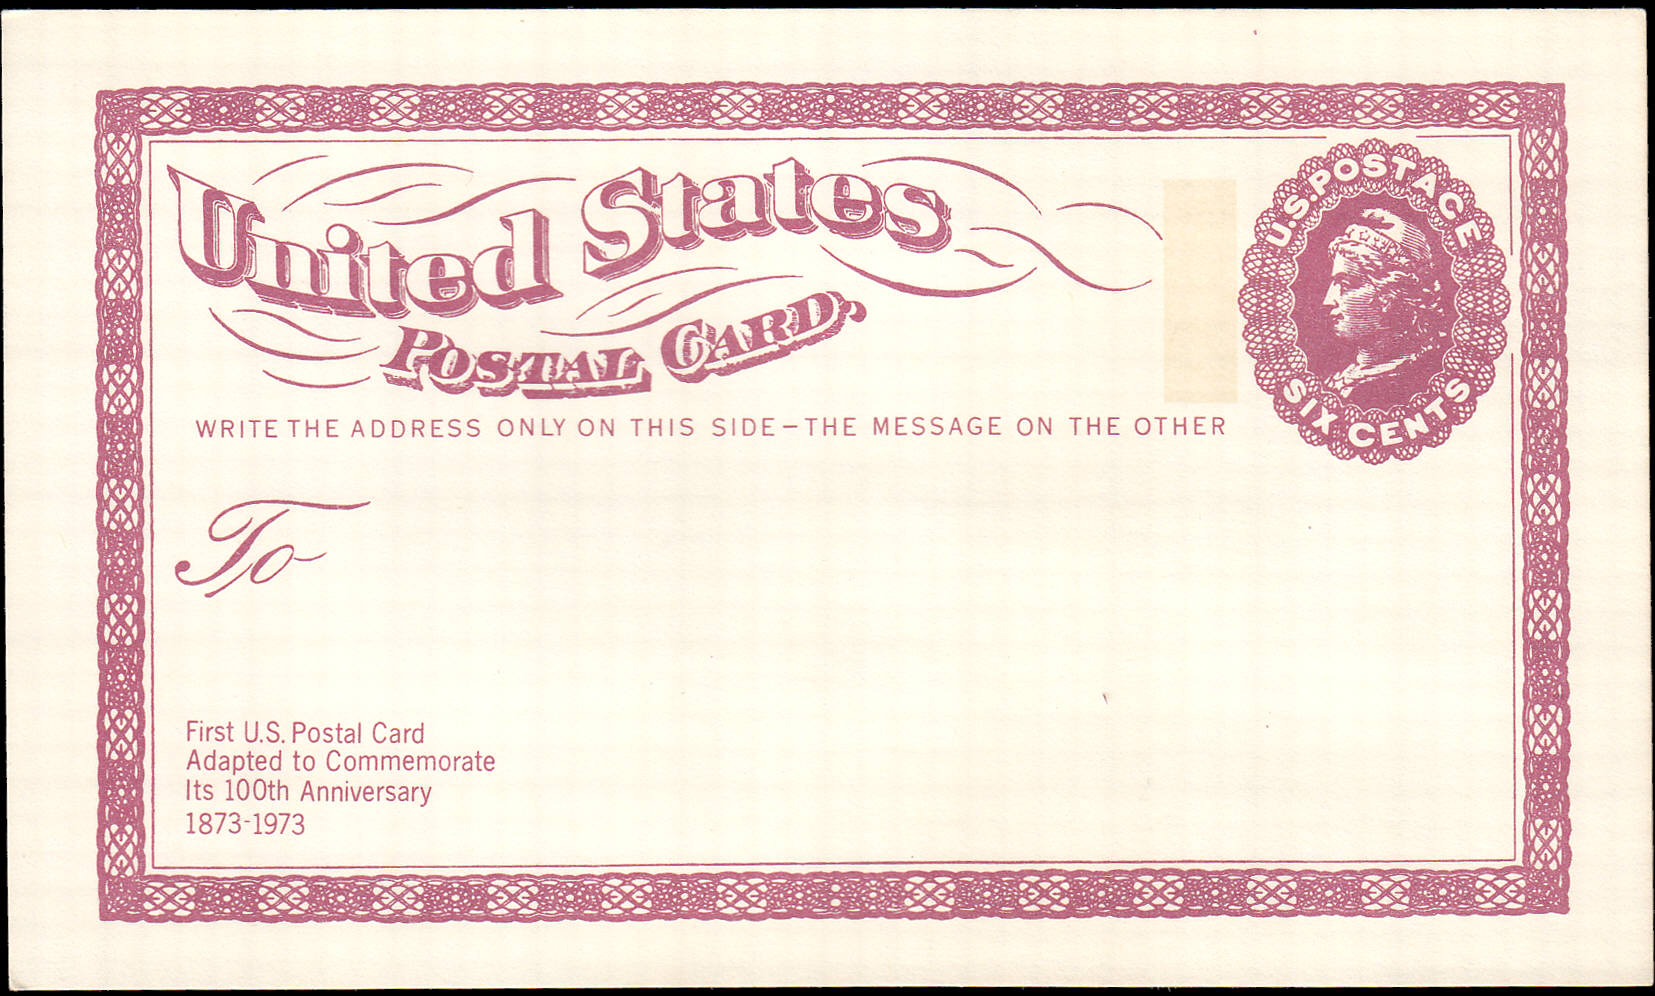 United States
POSTAL CARD,
U.S. POSTAGE
SIX CENTS
WRITE THE ADDRESS ONLY ON THIS SIDE–THE MESSAGE ON THE OTHER
To
First U.S. Postal Card
Adapted to Commemorate
Its 100th Anniversary
1873-1973